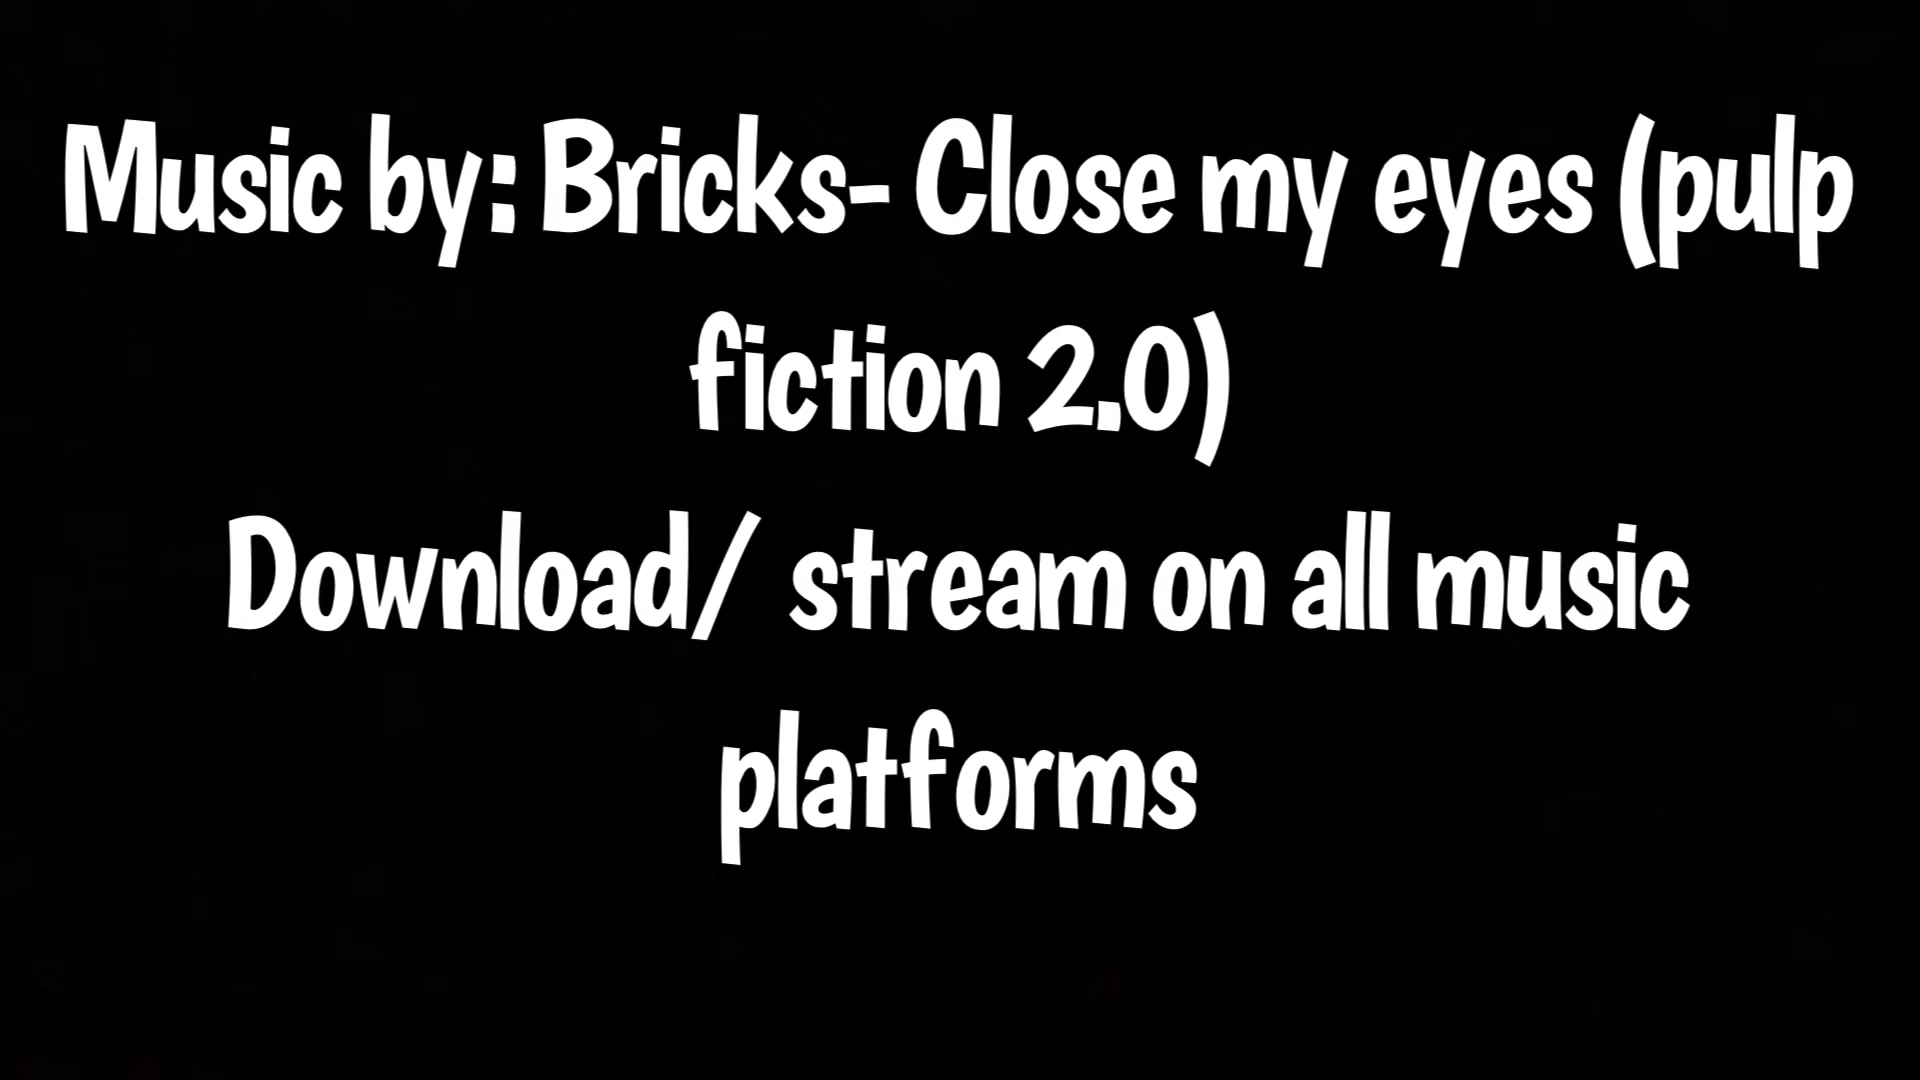 Music by: Bricks- Close my eyes (pulp
fiction 2.0)
Download/ stream on all music
platforms